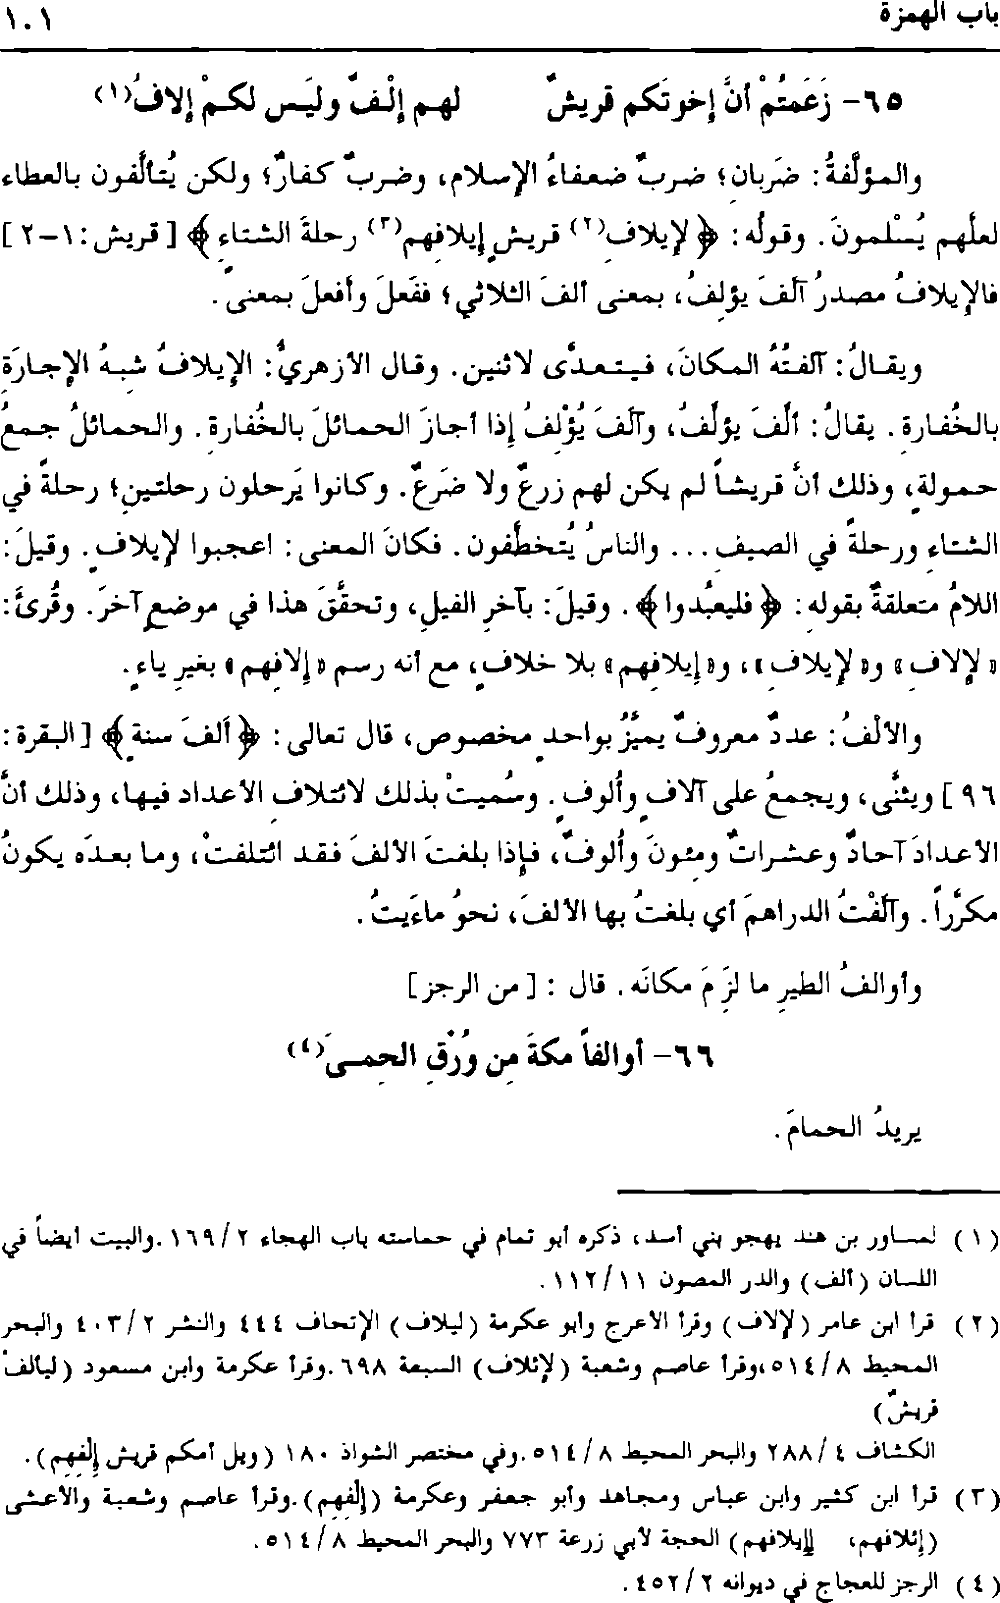 باب الهمزة ١٠١
٦٥- زَعَمتُمْ أنَّ إخوتَكم قريشٌ لهم إلْفٌ وليَس لكمْ إلافُ(١)
والمؤلَّفةُ: ضَربان؛ ضربٌ ضعفاءُ الإسلام، وضربٌ كفارٌ؛ ولكن يُتألَّفون بالعطاء
لعلَّهم يُسْلمونَ. وقولُه: ﴿لإيلافِ(٢) قريشٍ إيلافِهم(٣) رحلةَ الشتاءِ﴾ [قريش: ١-٢]
فالإيلافُ مصدرُ آلفَ يؤلِفُ، بمعنى ألفَ الثلاثي؛ ففَعلَ وأفعلَ بمعنى.
ويقالُ: آلفتُهُ المكانَ، فيتعدَّى لاثنين. وقال الأزهريُّ: الإيلافُ شبِهُ الإجارَةِ
بالخُفارةِ. يقالُ: ألَّفَ يؤلِّفُ، وآلَفَ يُؤْلِفُ إذا أجازَ الحمائلَ بالخُفارةِ. والحمائلُ جمعُ
حمولةٍ، وذلك أنَّ قريشاً لم يكن لهم زرعٌ ولا ضَرعٌ. وكانوا يَرحلون رحلتينِ؛ رحلةً في
الشتاءِ ورحلةً في الصيفِ... والناسُ يُتخطَّفون. فكانَ المعنى: اعجبوا لإيلافِ. وقيلَ:
اللامُ متعلقةٌ بقوله: ﴿فليعبُدوا﴾. وقيلَ: بآخرِ الفيلِ، وتحقَّقَ هذا في موضعٍ آخرَ. وقُرئَ:
«لإلافِ» و«لإيلافِ»، و«إيلافِهم» بلا خلافٍ، مع أنه رسم «إلافِهم» بغيرِ ياءٍ.
والألْفُ: عددٌ معروفٌ يميَّزُ بواحدٍ مخصوص، قال تعالى: ﴿ألفَ سنةٍ﴾ [البقرة:
٩٦] ويثنَّى، ويجمعُ على آلافٍ وأُلوفٍ. وسُميتْ بذلك لائتلافِ الأعدادِ فيها، وذلك أنَّ
الأعدادَ آحادٌ وعشراتٌ ومئونَ وأُلوفٌ، فإذا بلغتَ الألفَ فقد ائتلفتْ، وما بعدَه يكونُ
مكرَّراً. وآلَفْتُ الدراهمَ أي بلغتُ بها الألفَ، نحوُ ماءَيتُ.
وأوالفُ الطيرِ ما لزِمَ مكانَه. قال: [من الرجز]
٦٦- أوالفاً مكةَ مِن وُرْقِ الحِمىَ(٤)
يريدُ الحمامَ.
(١) لمساور بن هند يهجو بني أسد، ذكره أبو تمام في حماسته باب الهجاء ١٦٩/٢. والبيت أيضاً في
اللسان (ألف) والدر المصون ١١٢/١١.
(٢) قرأ ابن عامر (لإلاف) وقرأ الأعرج وأبو عكرمة (ليلاف) الإتحاف ٤٤٤ والنشر ٤٠٣/٢ والبحر
المحيط ٥١٤/٨، وقرأ عاصم وشعبة (لإئلاف) السبعة ٦٩٨. وقرأ عكرمة وابن مسعود (ليألفْ
قريشٌ)
الكشاف ٢٨٨/٤ والبحر المحيط ٥١٤/٨. وفي مختصر الشواذ ١٨٠ (ويل أمكم قريش إِلْفِهِم).
(٣) قرأ ابن كثير وابن عباس ومجاهد وأبو جعفر وعكرمة (إِلْفِهِم). وقرأ عاصم وشعبة والأعشى
(إئلافهم، إإيلافهم) الحجة لأبي زرعة ٧٧٣ والبحر المحيط ٥١٤/٨.
(٤) الرجز للعجاج في ديوانه ٤٥٢/٢.